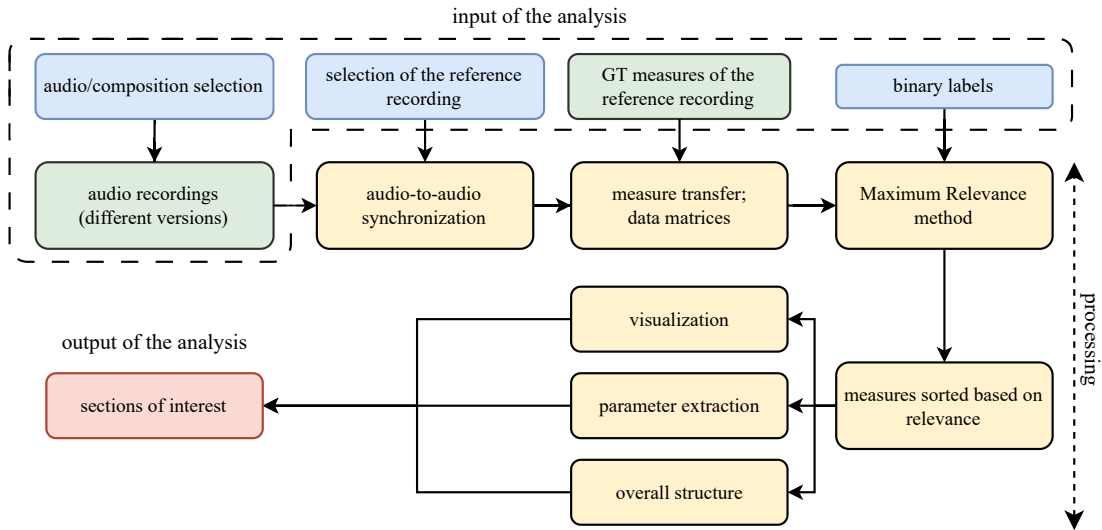 input of the analysis
audio/composition selection
selection of the reference
recording
GT measures of the
reference recording
binary labels
audio recordings
(different versions)
audio-to-audio
synchronization
measure transfer;
data matrices
Maximum Relevance
method
processing
visualization
output of the analysis
sections of interest
parameter extraction
measures sorted based on
relevance
overall structure